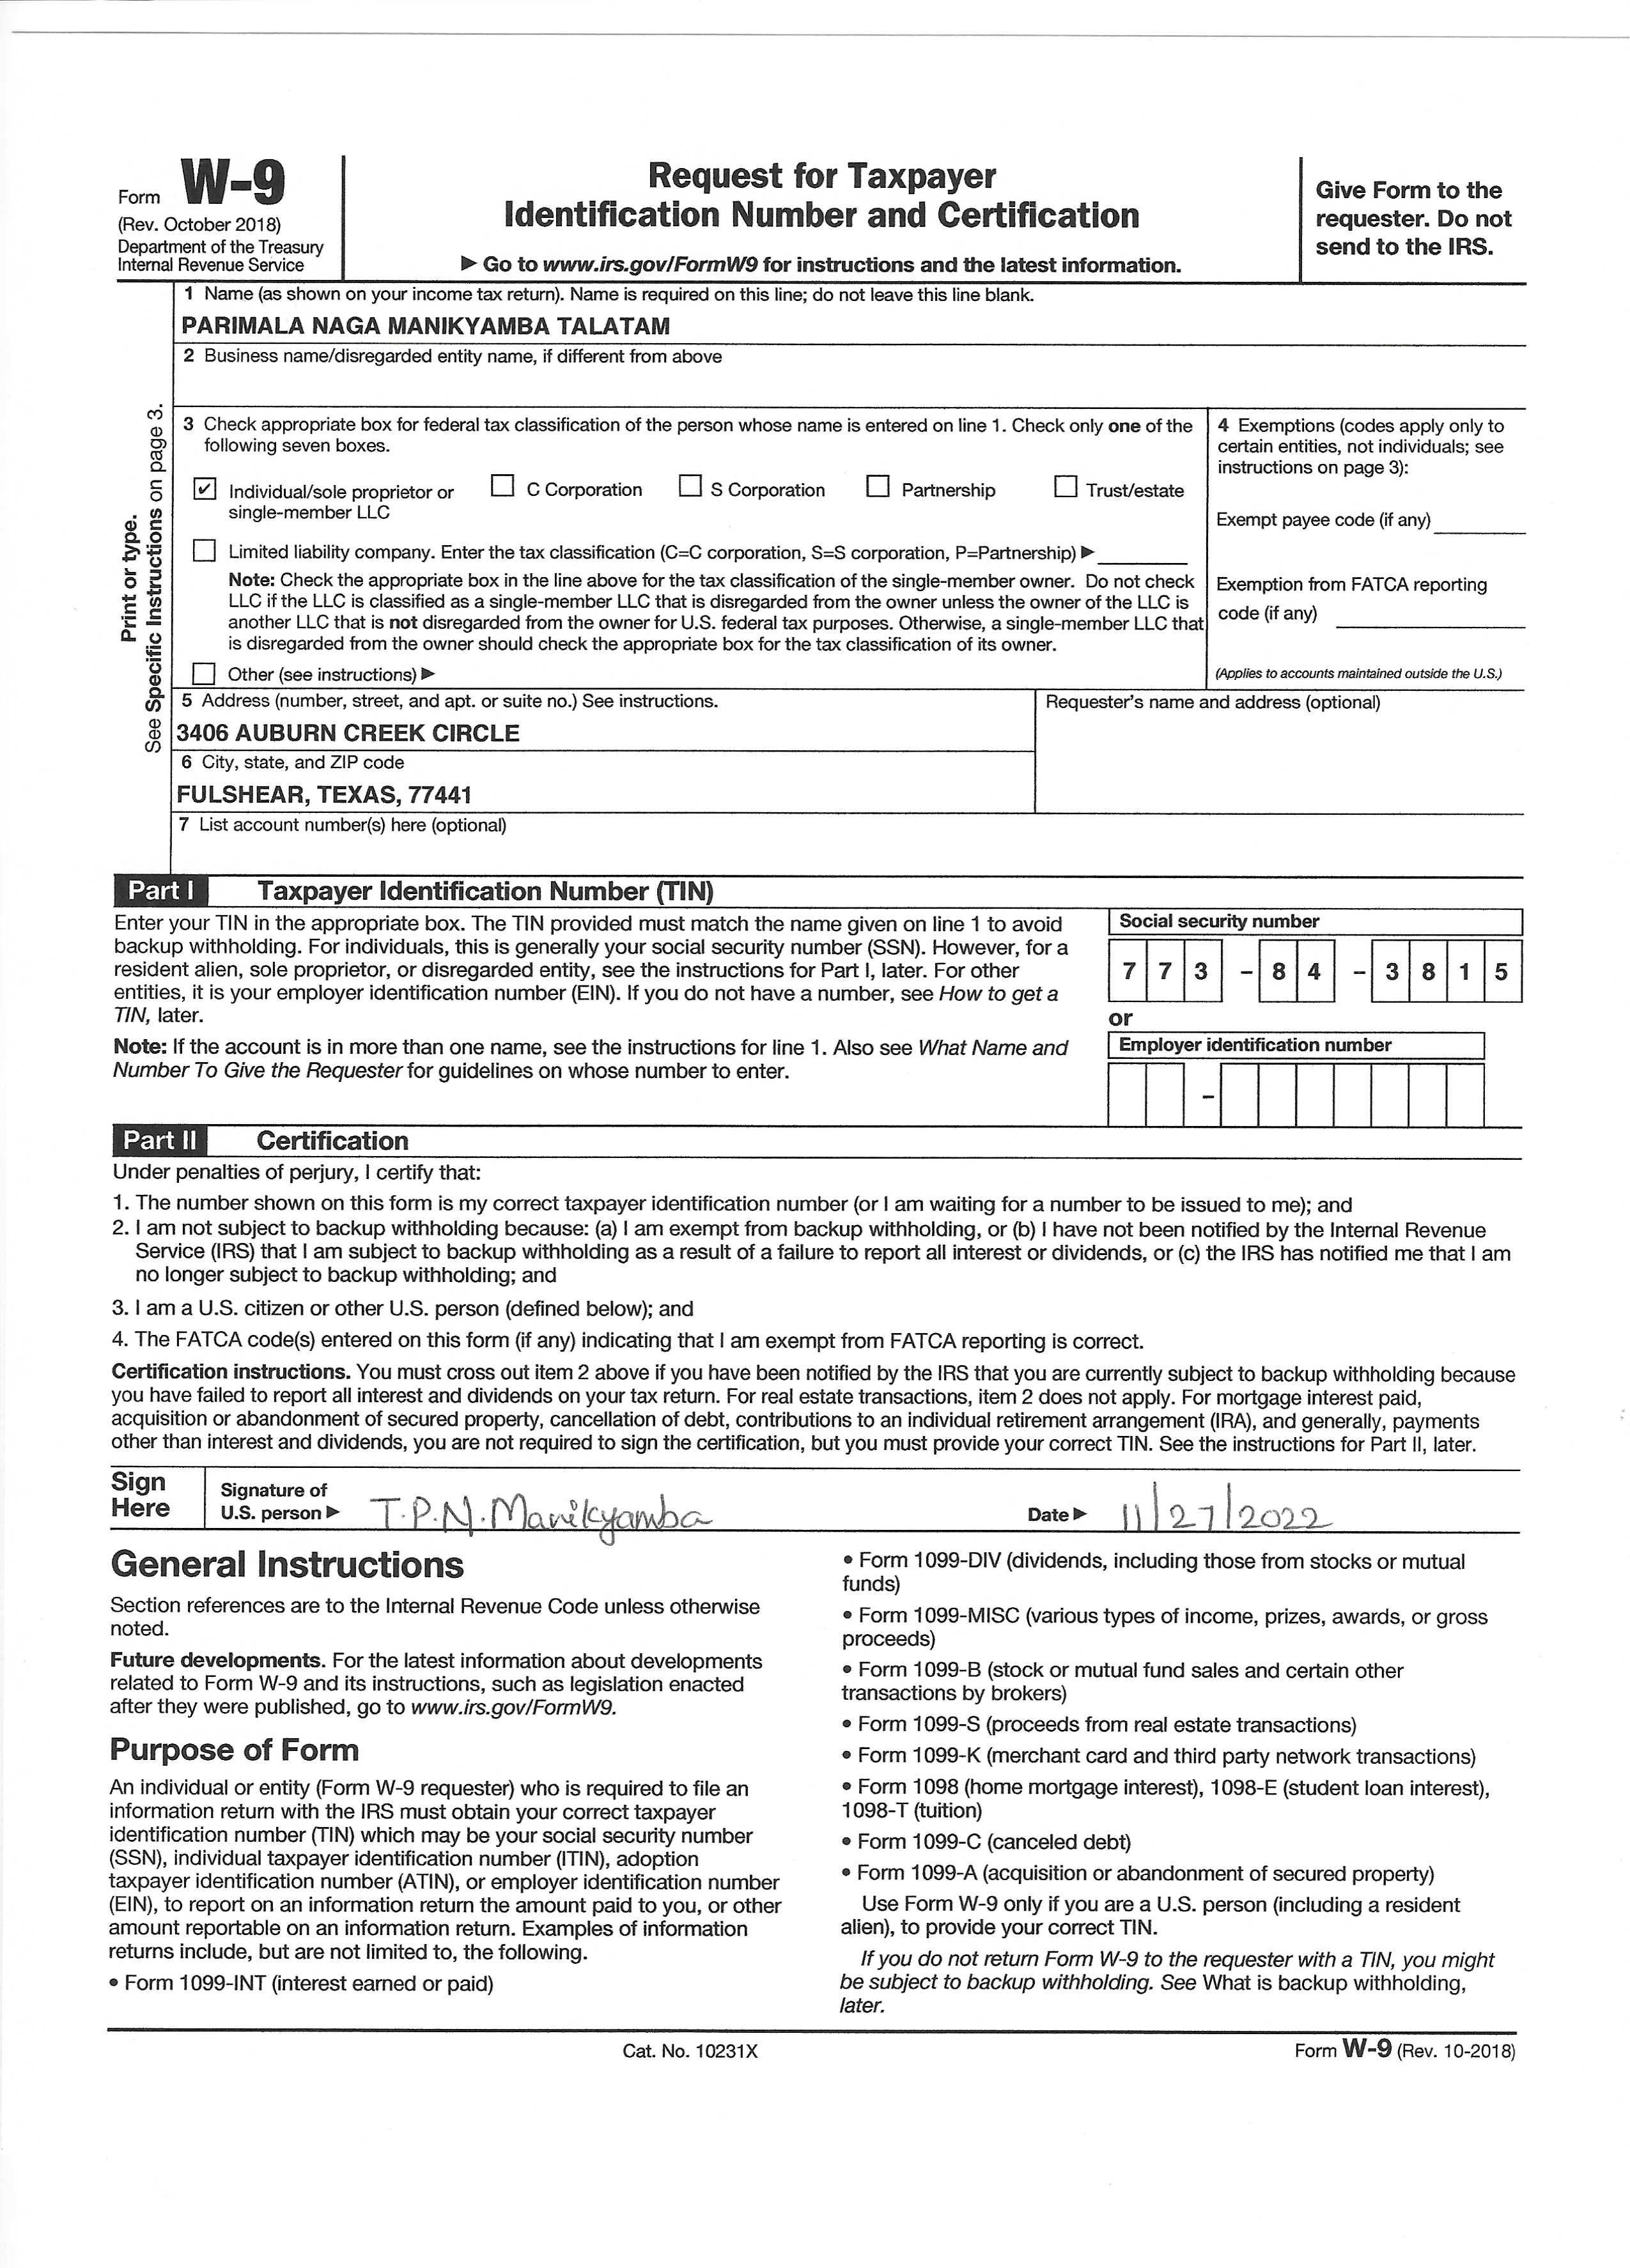 Form W-9
(Rev. October 2018)
Department of the Treasury
Internal Revenue Service
Request for Taxpayer
Identification Number and Certification
▶ Go to www.irs.gov/FormW9 for instructions and the latest information.
Give Form to the
requester. Do not
send to the IRS.
Print or type.
See Specific Instructions on page 3.
1 Name (as shown on your income tax return). Name is required on this line; do not leave this line blank.
PARIMALA NAGA MANIKYAMBA TALATAM
2 Business name/disregarded entity name, if different from above
3 Check appropriate box for federal tax classification of the person whose name is entered on line 1. Check only one of the
following seven boxes.
✓ Individual/sole proprietor or
single-member LLC
C Corporation
S Corporation
Partnership
Trust/estate
Limited liability company. Enter the tax classification (C=C corporation, S=S corporation, P=Partnership) ▶
Note: Check the appropriate box in the line above for the tax classification of the single-member owner. Do not check
LLC if the LLC is classified as a single-member LLC that is disregarded from the owner unless the owner of the LLC is
another LLC that is not disregarded from the owner for U.S. federal tax purposes. Otherwise, a single-member LLC that
is disregarded from the owner should check the appropriate box for the tax classification of its owner.
Other (see instructions) ▶
4 Exemptions (codes apply only to
certain entities, not individuals; see
instructions on page 3):
Exempt payee code (if any)
Exemption from FATCA reporting
code (if any)
(Applies to accounts maintained outside the U.S.)
5 Address (number, street, and apt. or suite no.) See instructions.
3406 AUBURN CREEK CIRCLE
6 City, state, and ZIP code
FULSHEAR, TEXAS, 77441
Requester's name and address (optional)
7 List account number(s) here (optional)
Part I Taxpayer Identification Number (TIN)
Enter your TIN in the appropriate box. The TIN provided must match the name given on line 1 to avoid
backup withholding. For individuals, this is generally your social security number (SSN). However, for a
resident alien, sole proprietor, or disregarded entity, see the instructions for Part I, later. For other
entities, it is your employer identification number (EIN). If you do not have a number, see How to get a
TIN, later.
Note: If the account is in more than one name, see the instructions for line 1. Also see What Name and
Number To Give the Requester for guidelines on whose number to enter.
Social security number
7 7 3 – 8 4 – 3 8 1 5
or
Employer identification number
–
Part II Certification
Under penalties of perjury, I certify that:
1. The number shown on this form is my correct taxpayer identification number (or I am waiting for a number to be issued to me); and
2. I am not subject to backup withholding because: (a) I am exempt from backup withholding, or (b) I have not been notified by the Internal Revenue
Service (IRS) that I am subject to backup withholding as a result of a failure to report all interest or dividends, or (c) the IRS has notified me that I am
no longer subject to backup withholding; and
3. I am a U.S. citizen or other U.S. person (defined below); and
4. The FATCA code(s) entered on this form (if any) indicating that I am exempt from FATCA reporting is correct.
Certification instructions. You must cross out item 2 above if you have been notified by the IRS that you are currently subject to backup withholding because
you have failed to report all interest and dividends on your tax return. For real estate transactions, item 2 does not apply. For mortgage interest paid,
acquisition or abandonment of secured property, cancellation of debt, contributions to an individual retirement arrangement (IRA), and generally, payments
other than interest and dividends, you are not required to sign the certification, but you must provide your correct TIN. See the instructions for Part II, later.
Sign
Here
Signature of
U.S. person ▶ T.P.N.Manikyamba
Date ▶ 11/27/2022
General Instructions
Section references are to the Internal Revenue Code unless otherwise
noted.
Future developments. For the latest information about developments
related to Form W-9 and its instructions, such as legislation enacted
after they were published, go to www.irs.gov/FormW9.
Purpose of Form
An individual or entity (Form W-9 requester) who is required to file an
information return with the IRS must obtain your correct taxpayer
identification number (TIN) which may be your social security number
(SSN), individual taxpayer identification number (ITIN), adoption
taxpayer identification number (ATIN), or employer identification number
(EIN), to report on an information return the amount paid to you, or other
amount reportable on an information return. Examples of information
returns include, but are not limited to, the following.
• Form 1099-INT (interest earned or paid)
• Form 1099-DIV (dividends, including those from stocks or mutual
funds)
• Form 1099-MISC (various types of income, prizes, awards, or gross
proceeds)
• Form 1099-B (stock or mutual fund sales and certain other
transactions by brokers)
• Form 1099-S (proceeds from real estate transactions)
• Form 1099-K (merchant card and third party network transactions)
• Form 1098 (home mortgage interest), 1098-E (student loan interest),
1098-T (tuition)
• Form 1099-C (canceled debt)
• Form 1099-A (acquisition or abandonment of secured property)
Use Form W-9 only if you are a U.S. person (including a resident
alien), to provide your correct TIN.
If you do not return Form W-9 to the requester with a TIN, you might
be subject to backup withholding. See What is backup withholding,
later.
Cat. No. 10231X
Form W-9 (Rev. 10-2018)